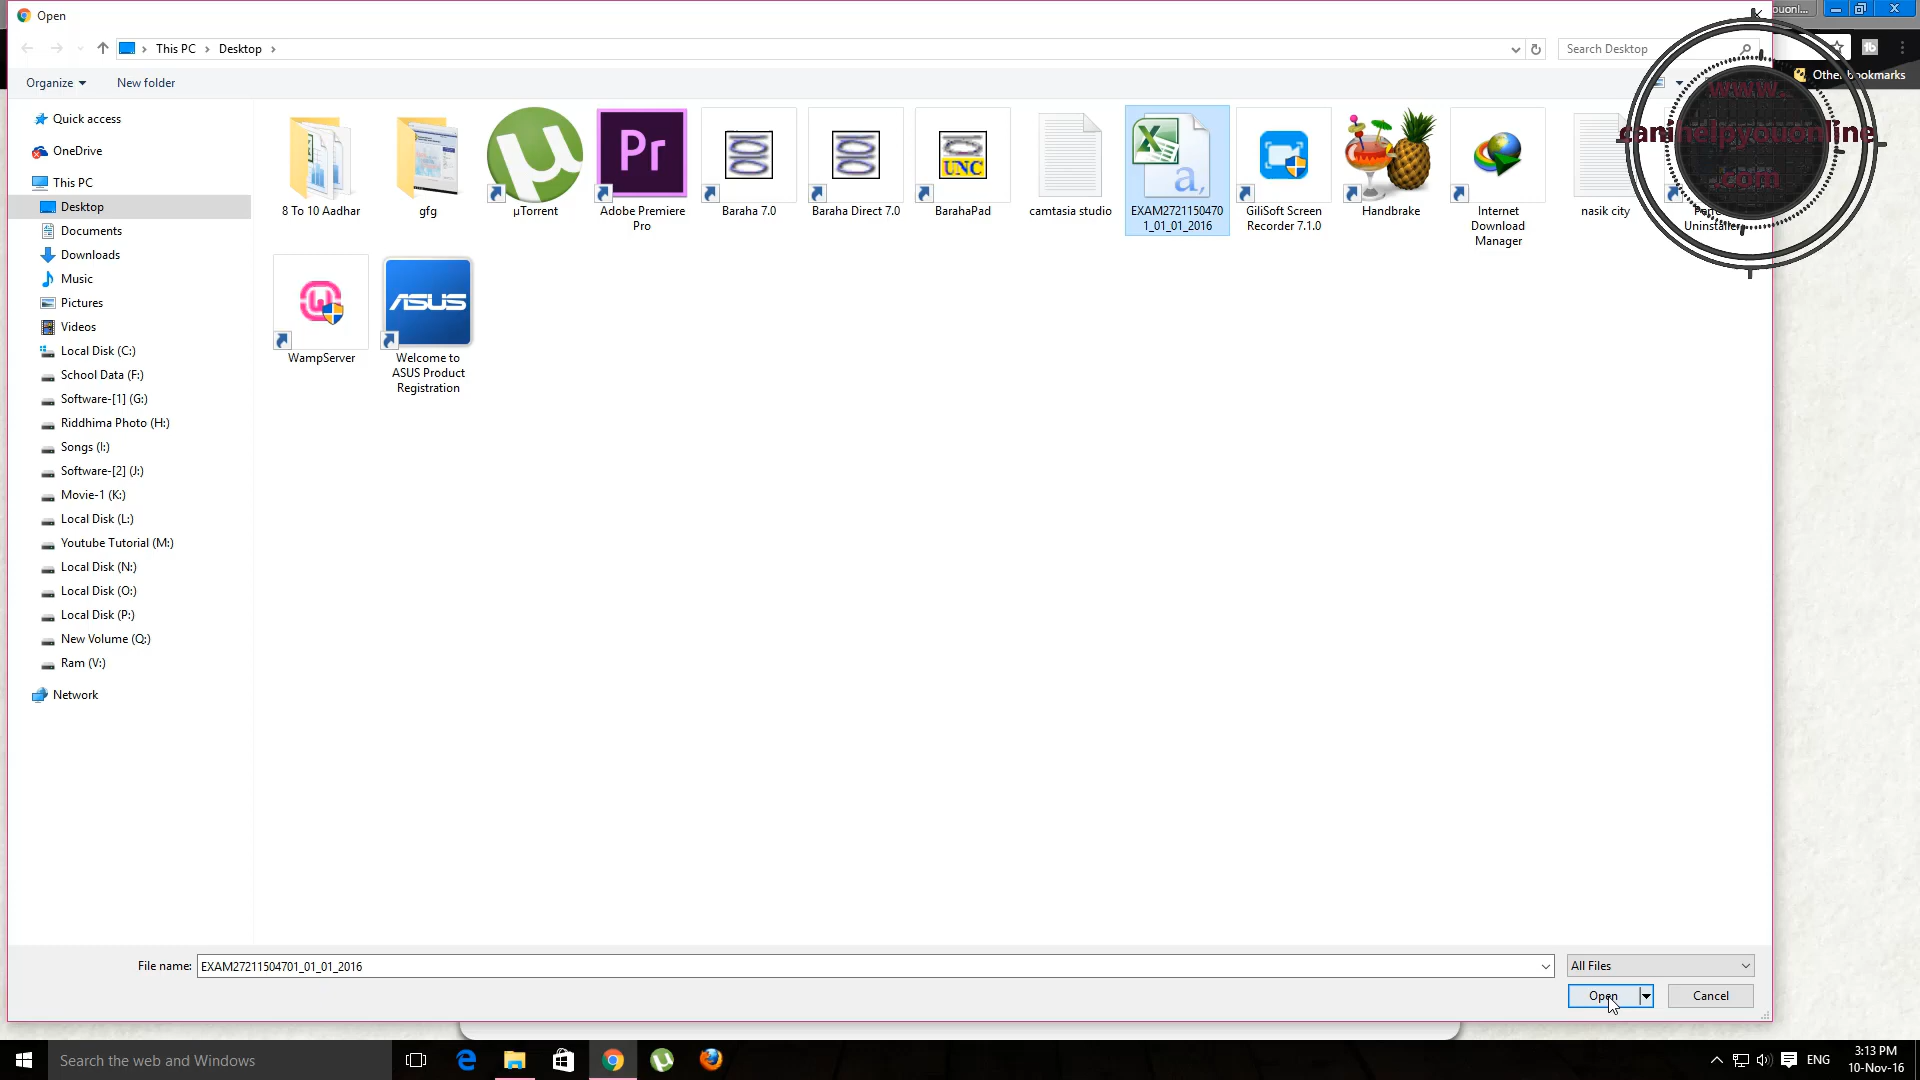 Open
This PC
Desktop
Search Desktop
Organize
New folder
Other bookmarks
www.
canihelpyouonline
.com
Quick access
OneDrive
This PC
Desktop
Documents
Downloads
Music
Pictures
Videos
Local Disk (C:)
School Data (F:)
Software-[1] (G:)
Riddhima Photo (H:)
Songs (I:)
Software-[2] (J:)
Movie-1 (K:)
Local Disk (L:)
Youtube Tutorial (M:)
Local Disk (N:)
Local Disk (O:)
Local Disk (P:)
New Volume (Q:)
Ram (V:)
Network
8 To 10 Aadhar
gfg
µ
µTorrent
Pr
Adobe Premiere
Pro
Baraha 7.0
Baraha Direct 7.0
UNC
BarahaPad
camtasia studio
a,
EXAM2721150470
1_01_01_2016
GiliSoft Screen
Recorder 7.1.0
Handbrake
Internet
Download
Manager
nasik city
Uninstaller
WampServer
ASUS
Welcome to
ASUS Product
Registration
File name:
EXAM27211504701_01_01_2016
All Files
Open
Cancel
Search the web and Windows
ENG
3:13 PM
10-Nov-16